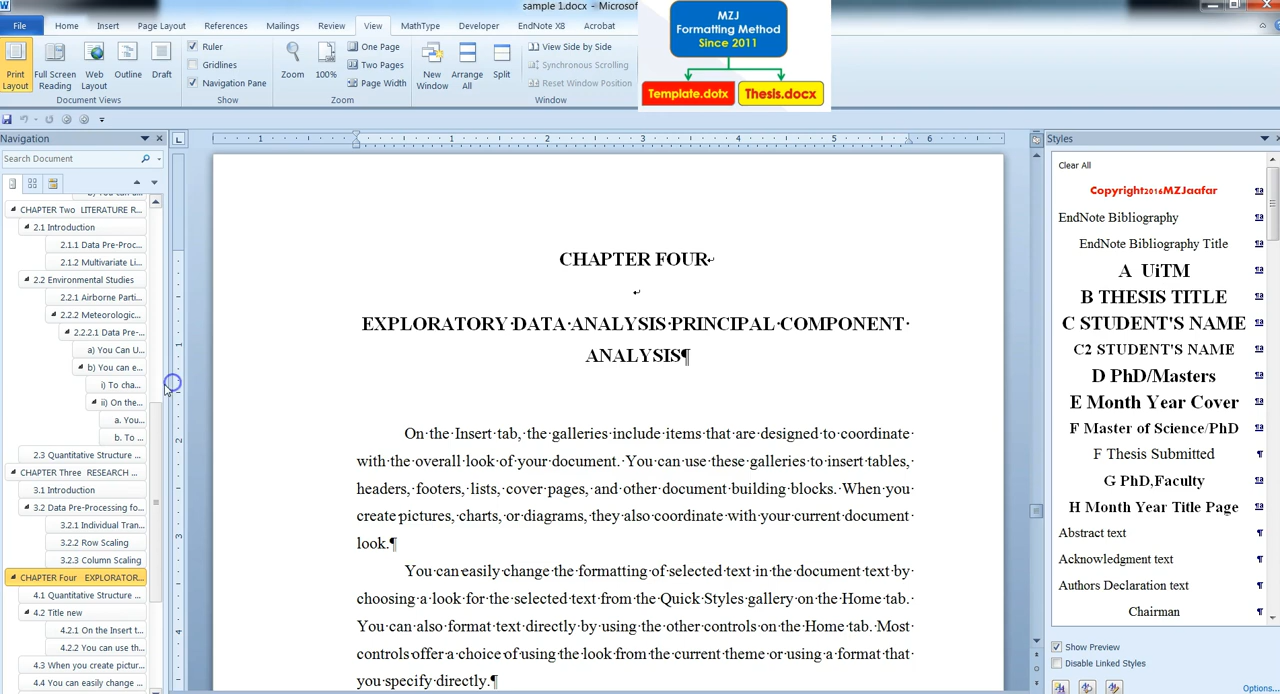 sample 1.docx - Microsof
MZJ
Formatting Method
Since 2011
Template.dotx
Thesis.docx
File
Home
Insert
Page Layout
References
Mailings
Review
View
MathType
Developer
EndNote X8
Acrobat
Print
Layout
Full Screen
Reading
Web
Layout
Outline
Draft
Document Views
Ruler
Gridlines
Navigation Pane
Show
Zoom
100%
One Page
Two Pages
Page Width
Zoom
New
Window
Arrange
All
Split
View Side by Side
Synchronous Scrolling
Reset Window Position
Window
Navigation
Search Document
CHAPTER Two LITERATURE R...
2.1 Introduction
2.1.1 Data Pre-Proc...
2.1.2 Multivariate Li...
2.2 Environmental Studies
2.2.1 Airborne Parti...
2.2.2 Meteorologic...
2.2.2.1 Data Pre-...
a) You Can U...
b) You can e...
i) To cha...
ii) On the...
a. You...
b. To ...
2.3 Quantitative Structure ...
CHAPTER Three RESEARCH ...
3.1 Introduction
3.2 Data Pre-Processing fo...
3.2.1 Individual Tran...
3.2.2 Row Scaling
3.2.3 Column Scaling
CHAPTER Four EXPLORATOR...
4.1 Quantitative Structure ...
4.2 Title new
4.2.1 On the Insert t...
4.2.2 You can use th...
4.3 When you create pictur...
4.4 You can easily change ...
1 1 2 3 4 5 6
1
2
3
4
CHAPTER FOUR↵
↵
EXPLORATORY·DATA·ANALYSIS·PRINCIPAL·COMPONENT·
ANALYSIS¶
On·the·Insert·tab,·the·galleries·include·items·that·are·designed·to·coordinate·
with·the·overall·look·of·your·document.·You·can·use·these·galleries·to·insert·tables,·
headers,·footers,·lists,·cover·pages,·and·other·document·building·blocks.·When·you·
create·pictures,·charts,·or·diagrams,·they·also·coordinate·with·your·current·document·
look.¶
You·can·easily·change·the·formatting·of·selected·text·in·the·document·text·by·
choosing·a·look·for·the·selected·text·from·the·Quick·Styles·gallery·on·the·Home·tab.·
You·can·also·format·text·directly·by·using·the·other·controls·on·the·Home·tab.·Most·
controls·offer·a·choice·of·using·the·look·from·the·current·theme·or·using·a·format·that·
you·specify·directly.¶
Styles
Clear All
Copyright2016MZJaafar
EndNote Bibliography
EndNote Bibliography Title
A UiTM
B THESIS TITLE
C STUDENT'S NAME
C2 STUDENT'S NAME
D PhD/Masters
E Month Year Cover
F Master of Science/PhD
F Thesis Submitted
G PhD,Faculty
H Month Year Title Page
Abstract text
Acknowledgment text
Authors Declaration text
Chairman
Show Preview
Disable Linked Styles
Options...